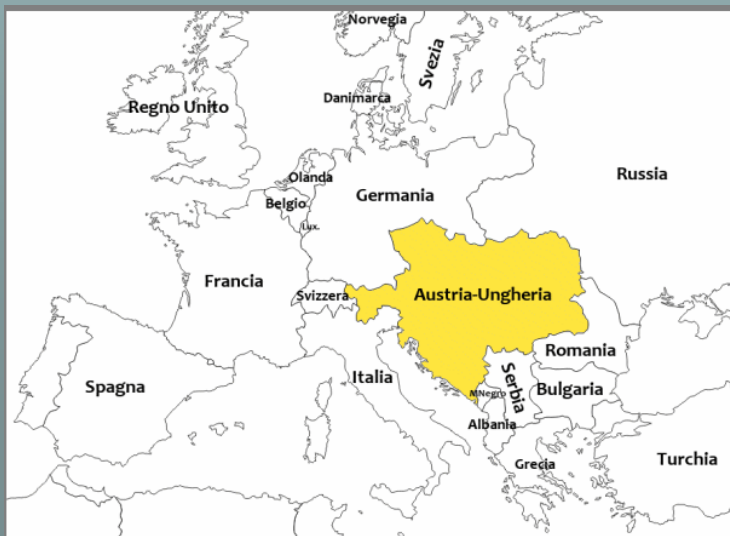 Norvegia
Svezia
Danimarca
Regno Unito
Russia
Olanda
Germania
Belgio
Lux.
Francia
Svizzera
Austria-Ungheria
Romania
Italia
Serbia
Spagna
Bulgaria
MNegro
Albania
Turchia
Grecia